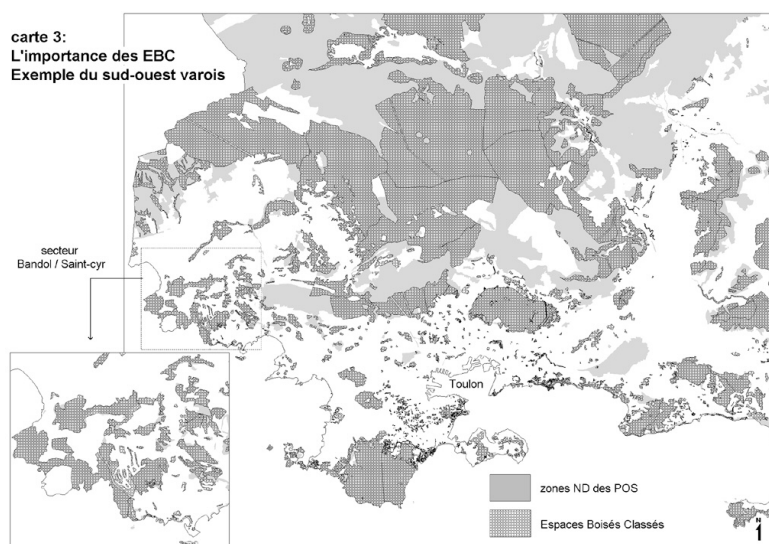 carte 3:
L'importance des EBC
Exemple du sud-ouest varois
secteur
Bandol / Saint-cyr
Toulon
zones ND des POS
Espaces Boisés Classés
N